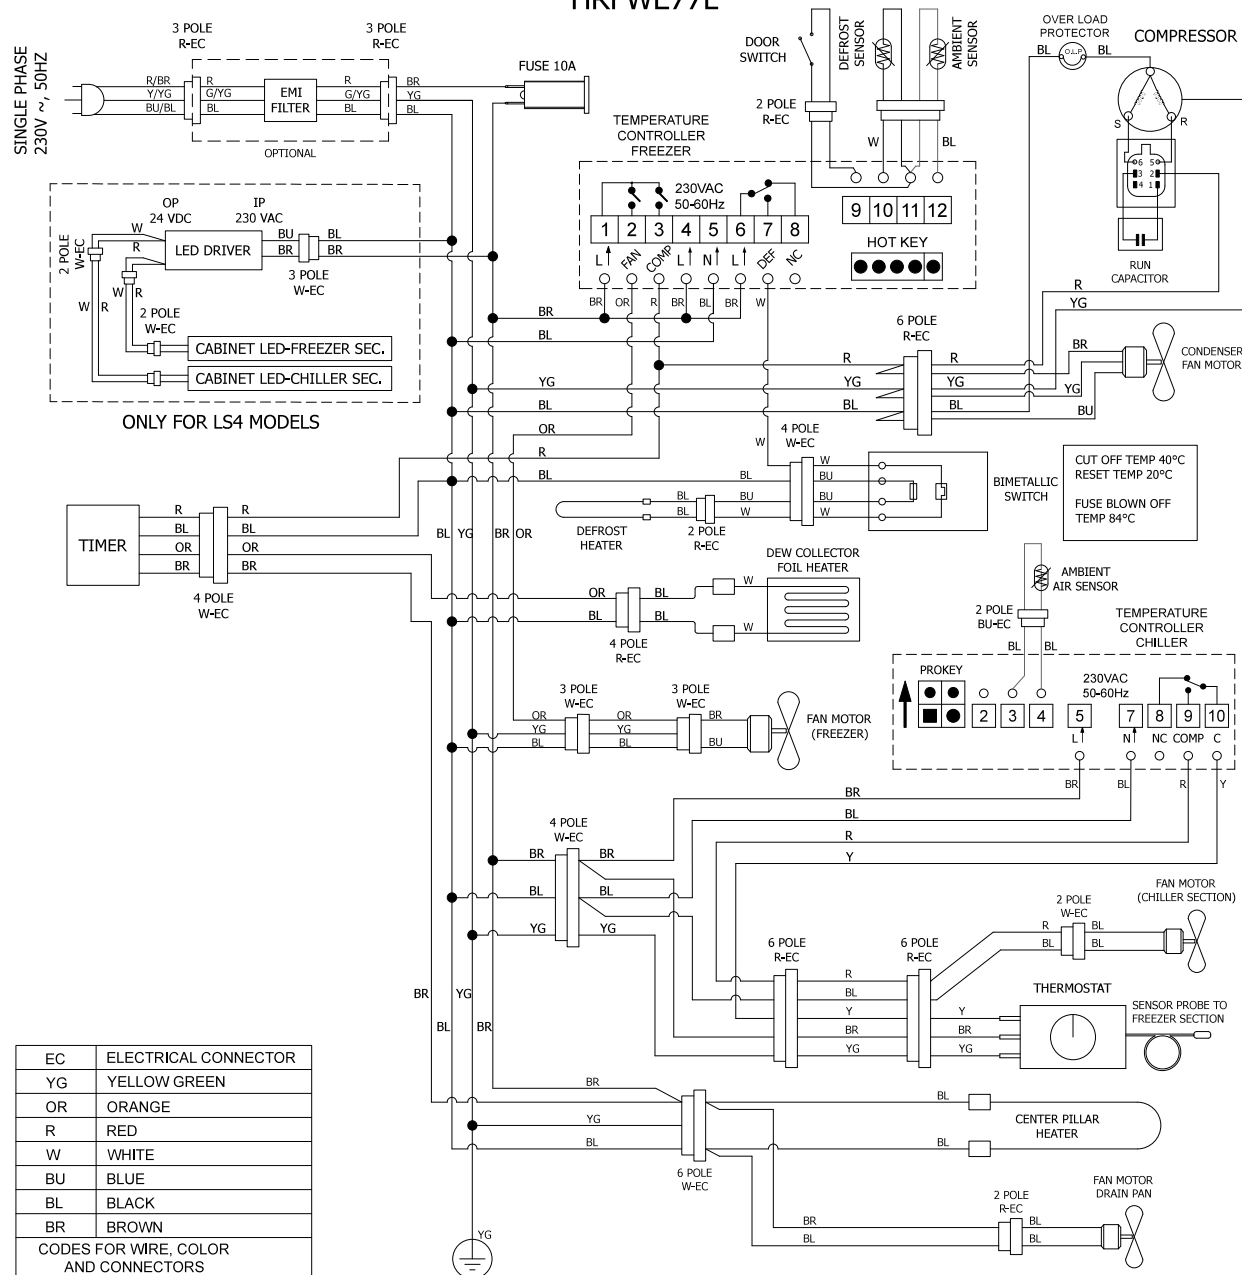 SINGLE PHASE
230V ~, 50HZ
3 POLE
R-EC
3 POLE
R-EC
R/BR
Y/YG
BU/BL
R
G/YG
BL
EMI
FILTER
R
G/YG
BL
BR
YG
BL
OPTIONAL
FUSE 10A
DOOR
SWITCH
DEFROST
SENSOR
AMBIENT
SENSOR
2 POLE
R-EC
W
BL
OVER LOAD
PROTECTOR
BL
O.L.P
BL
COMPRESSOR
S
R
6 5
3 2
4 1
RUN
CAPACITOR
TEMPERATURE
CONTROLLER
FREEZER
230VAC
50-60Hz
1 2 3 4 5 6 7 8
9 10 11 12
L FAN COMP L N L DEF NC
HOT KEY
BR OR R BR BL BR W
OP
24 VDC
IP
230 VAC
LED DRIVER
W
R
BU
BR
BL
BR
2 POLE
W-EC
3 POLE
W-EC
W R
W R
2 POLE
W-EC
CABINET LED-FREEZER SEC.
CABINET LED-CHILLER SEC.
ONLY FOR LS4 MODELS
BR
BL
YG
BL
OR
R
BL
6 POLE
R-EC
R
YG
BL
R
YG
BL
R
YG
BR
YG
BU
CONDENSER
FAN MOTOR
W
4 POLE
W-EC
BL
W
BU
BU
W
BIMETALLIC
SWITCH
CUT OFF TEMP 40°C
RESET TEMP 20°C
FUSE BLOWN OFF
TEMP 84°C
DEFROST
HEATER
BL
BL
2 POLE
R-EC
BU
W
TIMER
R
BL
OR
BR
R
BL
OR
BR
4 POLE
W-EC
BL YG BR OR
DEW COLLECTOR
FOIL HEATER
OR
BL
BL
BL
W
W
4 POLE
R-EC
AMBIENT
AIR SENSOR
2 POLE
BU-EC
BL BL
TEMPERATURE
CONTROLLER
CHILLER
PROKEY
230VAC
50-60Hz
2 3 4 5 7 8 9 10
L N NC COMP C
BR BL R Y
3 POLE
W-EC
3 POLE
W-EC
OR
YG
BL
OR
YG
BL
BR
BU
FAN MOTOR
(FREEZER)
BR
BL
R
Y
4 POLE
W-EC
BR
BL
YG
BR
BL
YG
FAN MOTOR
(CHILLER SECTION)
2 POLE
W-EC
R
BL
BL
BL
6 POLE
R-EC
6 POLE
R-EC
R
BL
Y
BR
YG
Y
BR
YG
THERMOSTAT
SENSOR PROBE TO
FREEZER SECTION
BR
YG
BL
BR
BR
YG
BL
6 POLE
W-EC
BL
BL
CENTER PILLAR
HEATER
FAN MOTOR
DRAIN PAN
2 POLE
R-EC
BR
BL
BL
BL
YG
EC ELECTRICAL CONNECTOR
YG YELLOW GREEN
OR ORANGE
R RED
W WHITE
BU BLUE
BL BLACK
BR BROWN
CODES FOR WIRE, COLOR
AND CONNECTORS